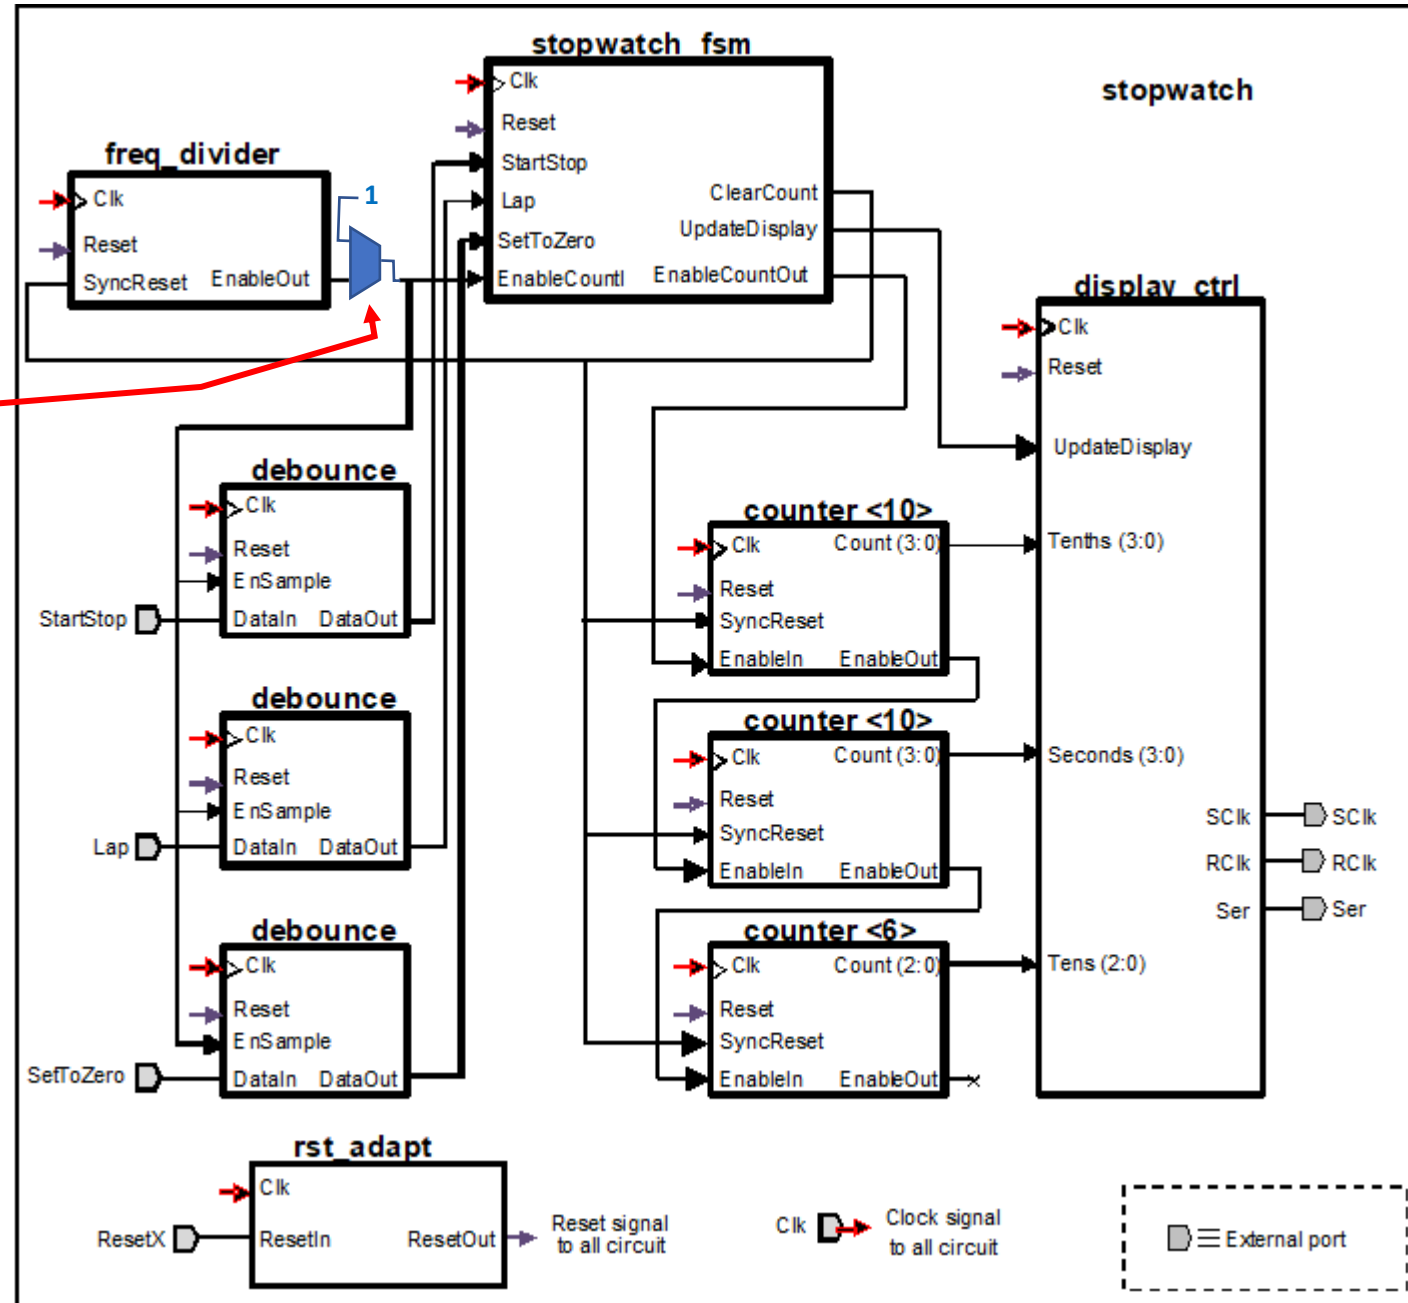 stopwatch
stopwatch fsm
Clk
Reset
StartStop
Lap
SetToZero
EnableCountI
ClearCount
UpdateDisplay
EnableCountOut
freq_divider
Clk
Reset
SyncReset
EnableOut
1
display ctrl
Clk
Reset
UpdateDisplay
Tenths (3:0)
Seconds (3:0)
Tens (2:0)
SClk
RClk
Ser
SClk
RClk
Ser
debounce
Clk
Reset
EnSample
DataIn DataOut
StartStop
debounce
Clk
Reset
EnSample
DataIn DataOut
Lap
debounce
Clk
Reset
EnSample
DataIn DataOut
SetToZero
counter <10>
Clk Count (3:0)
Reset
SyncReset
EnableIn EnableOut
counter <10>
Clk Count (3:0)
Reset
SyncReset
EnableIn EnableOut
counter <6>
Clk Count (2:0)
Reset
SyncReset
EnableIn EnableOut
rst_adapt
Clk
ResetIn ResetOut
ResetX
Reset signal
to all circuit
Clk
Clock signal
to all circuit
External port